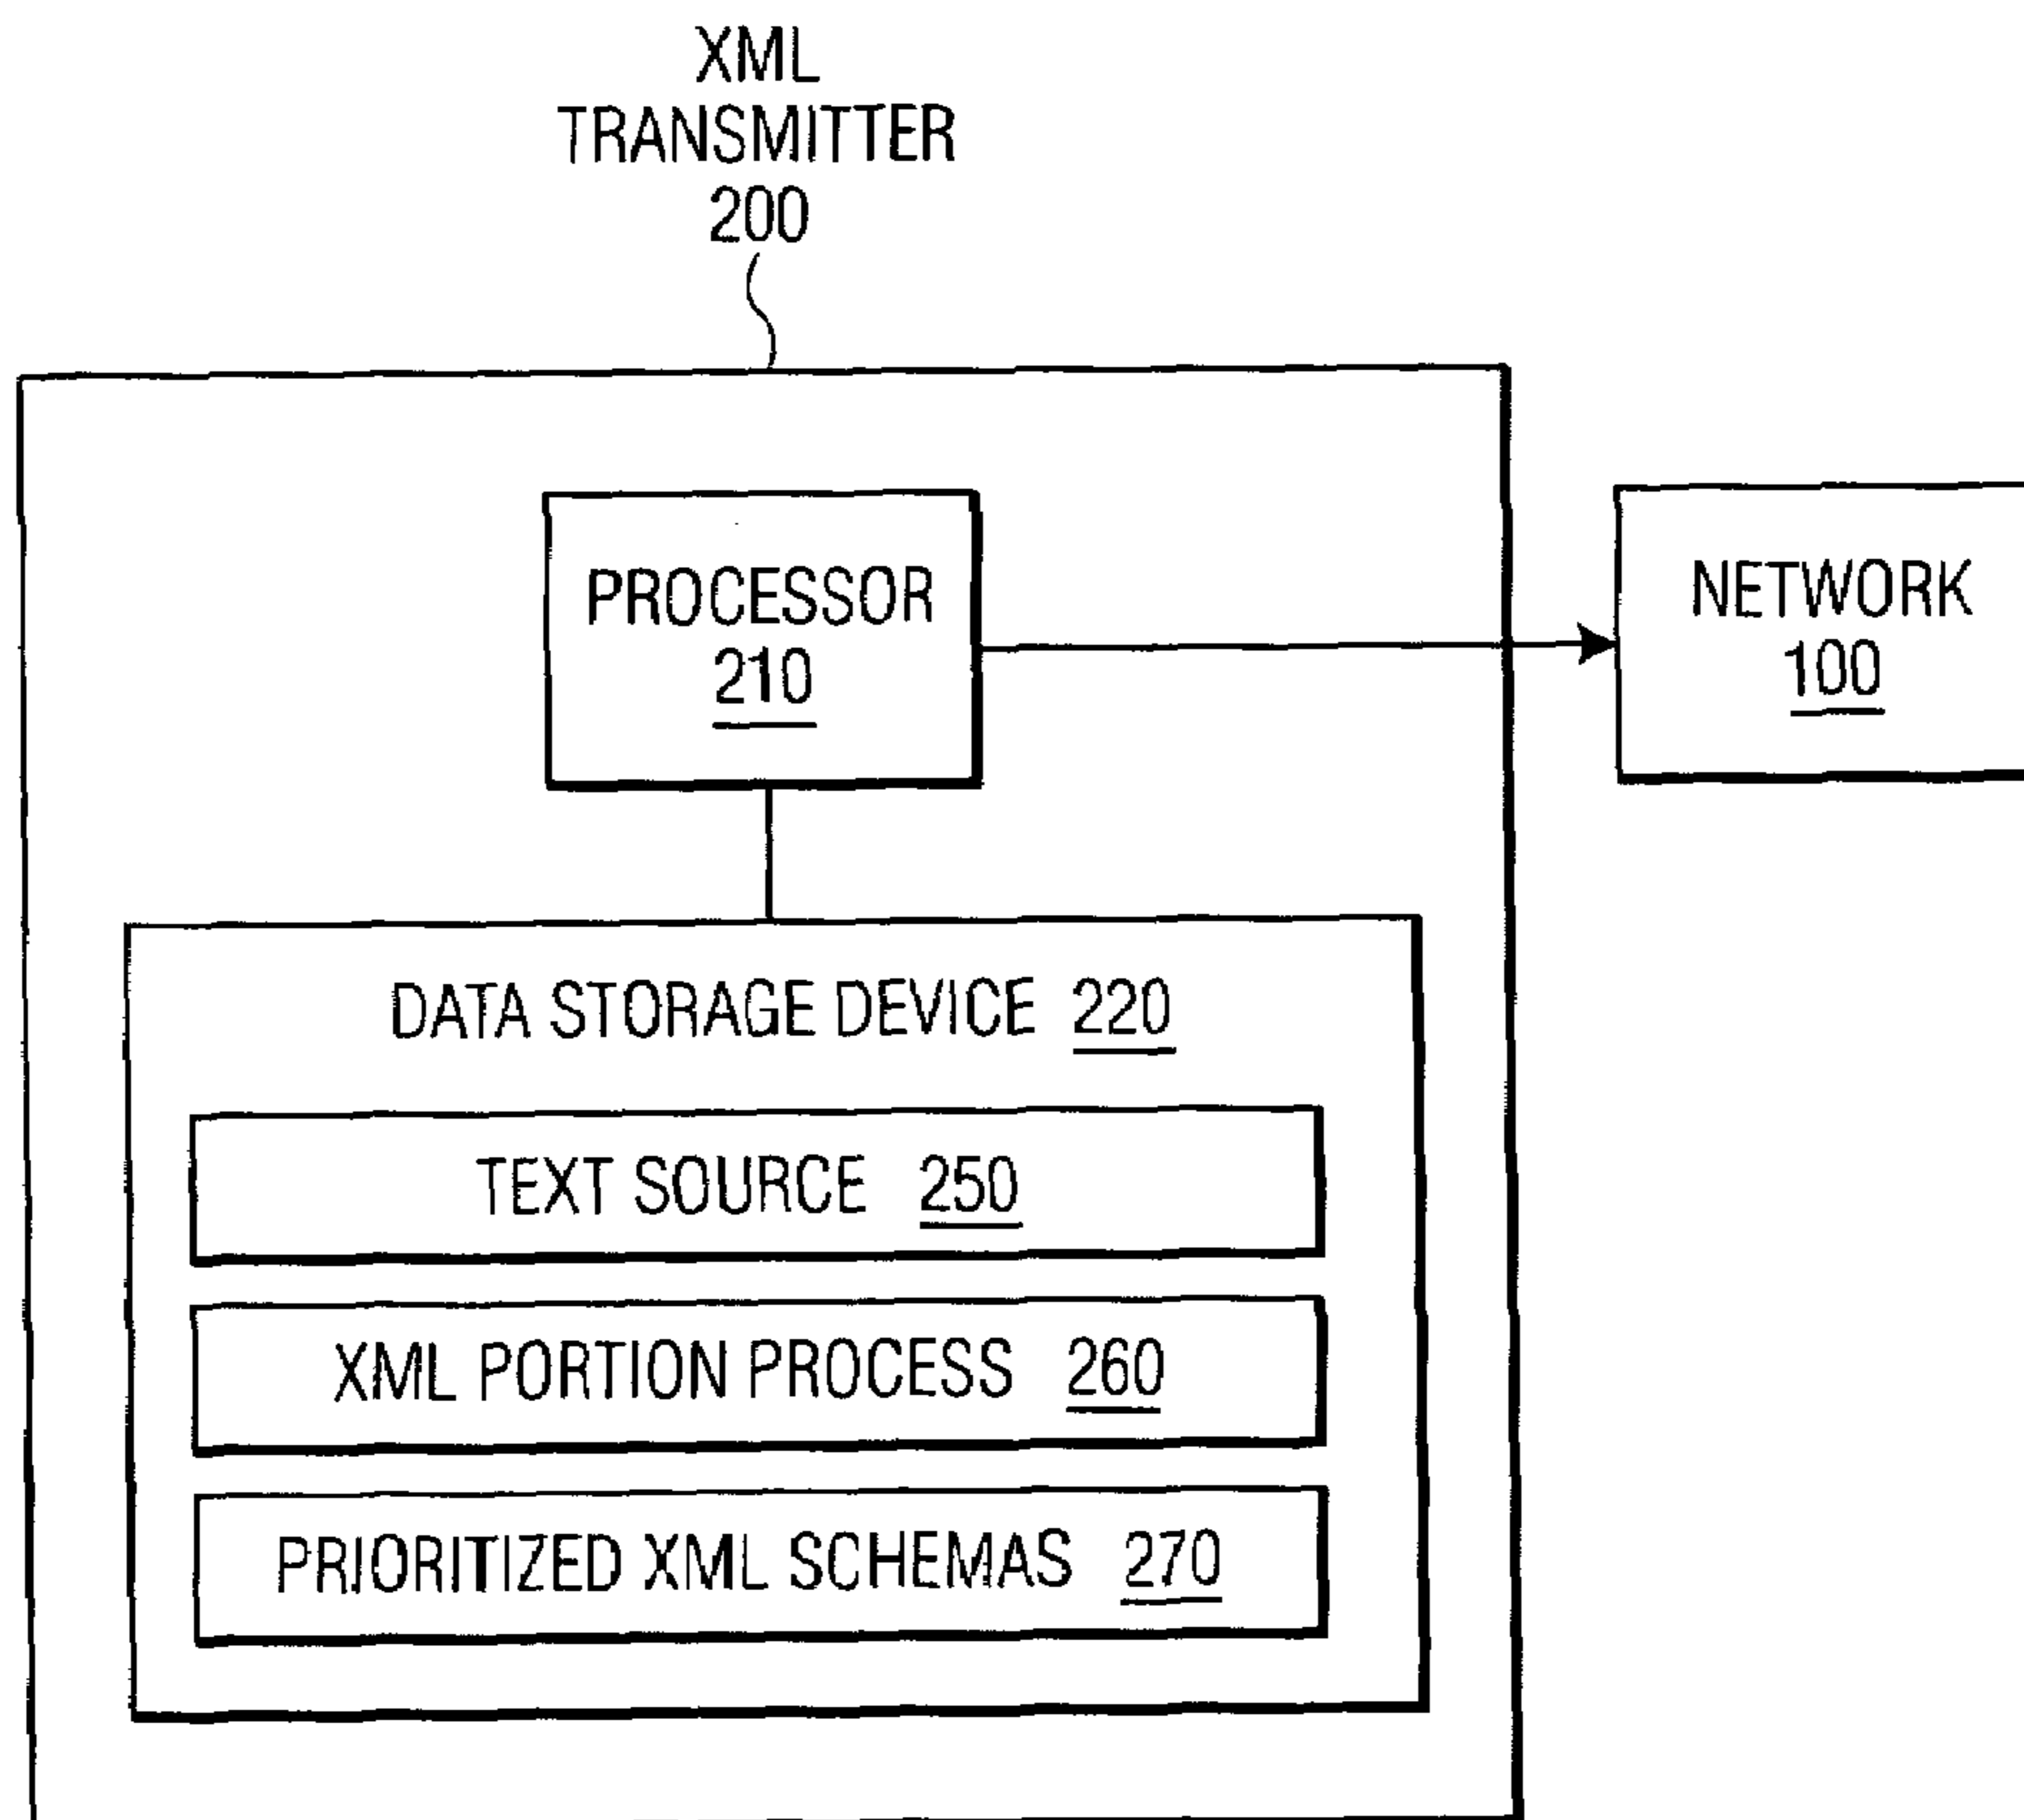 XML
TRANSMITTER
200
PROCESSOR
210
NETWORK
100
DATA STORAGE DEVICE 220
TEXT SOURCE 250
XML PORTION PROCESS 260
PRIORITIZED XML SCHEMAS 270